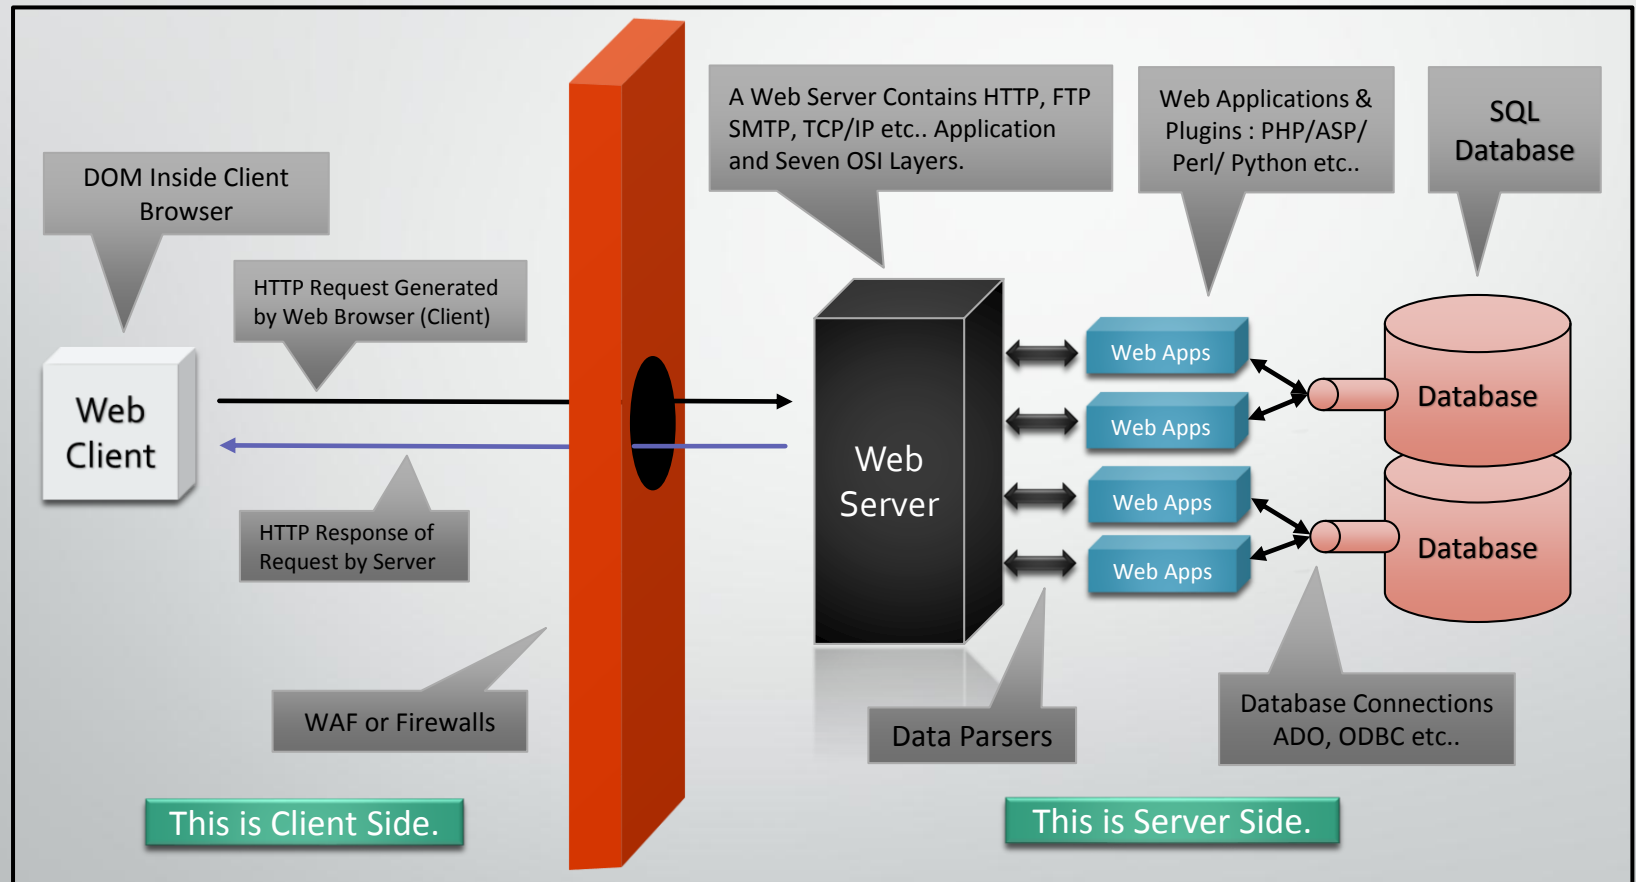 DOM Inside Client
Browser
HTTP Request Generated
by Web Browser (Client)
Web
Client
HTTP Response of
Request by Server
WAF or Firewalls
This is Client Side.
A Web Server Contains HTTP, FTP
SMTP, TCP/IP etc.. Application
and Seven OSI Layers.
Web
Server
Data Parsers
Web Applications &
Plugins : PHP/ASP/
Perl/ Python etc..
Web Apps
Web Apps
Web Apps
Web Apps
SQL
Database
Database
Database
Database Connections
ADO, ODBC etc..
This is Server Side.